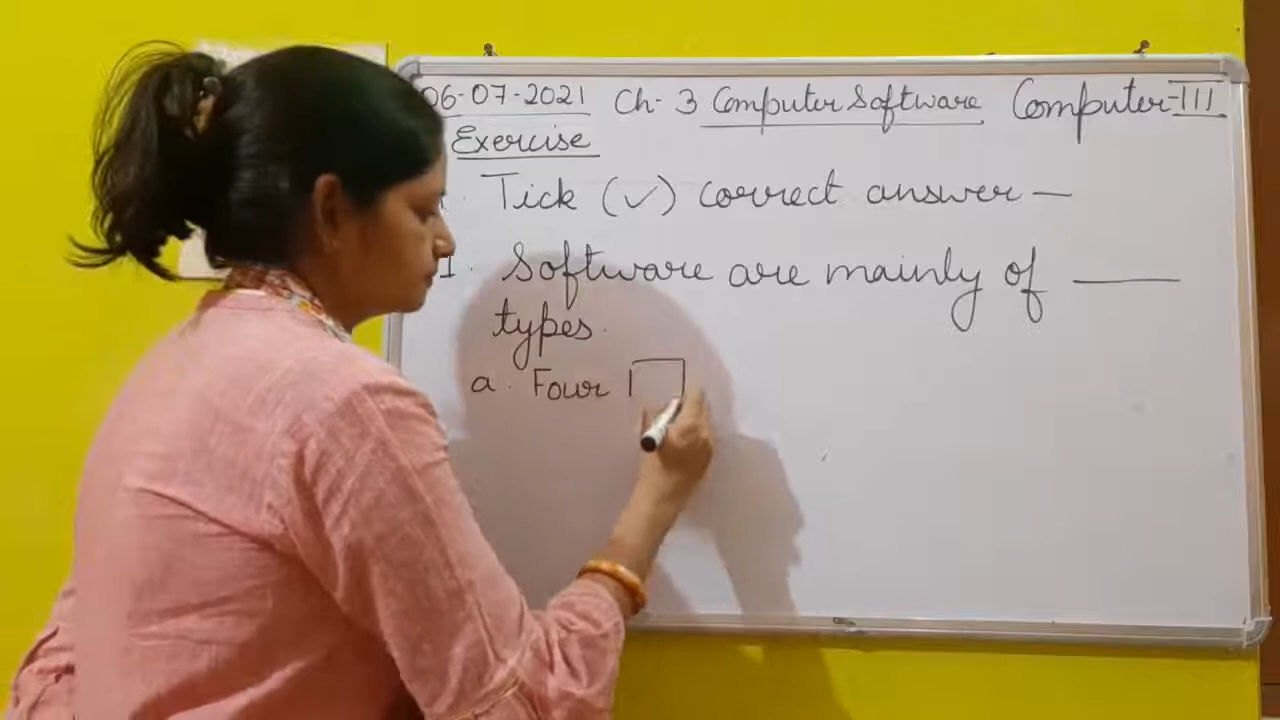 06-07-2021 Ch-3 Computer Software Computer-III
Exercise
Tick (✓) correct answer —
1. Software are mainly of ____
types.
a. Four